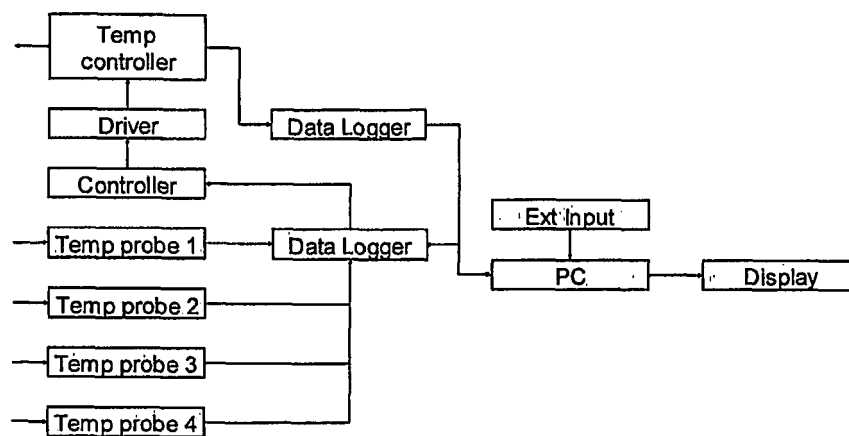 Temp
controller
Driver
Data Logger
Controller
Ext Input
Temp probe 1
Data Logger
PC
Display
Temp probe 2
Temp probe 3
Temp probe 4